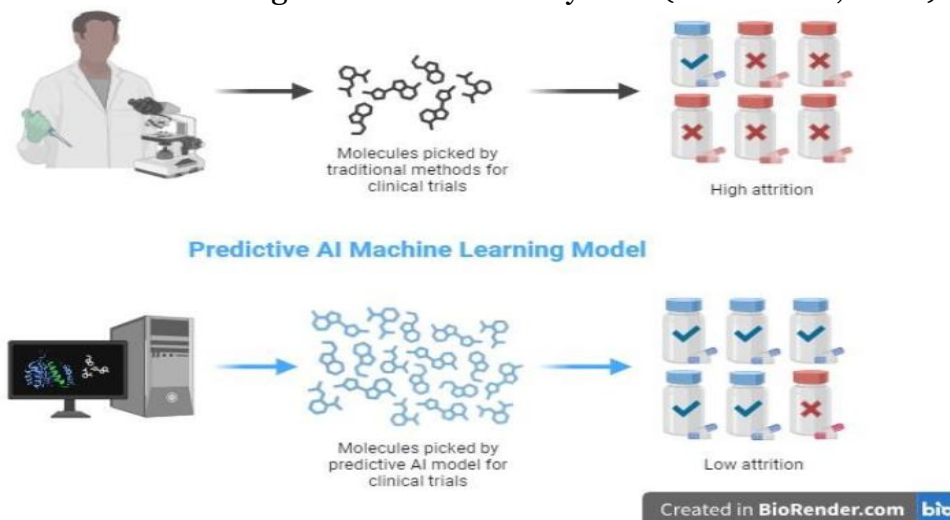 Molecules picked by
traditional methods for
clinical trials
High attrition
Predictive AI Machine Learning Model
Molecules picked by
predictive AI model for
clinical trials
Low attrition
Created in BioRender.com bio